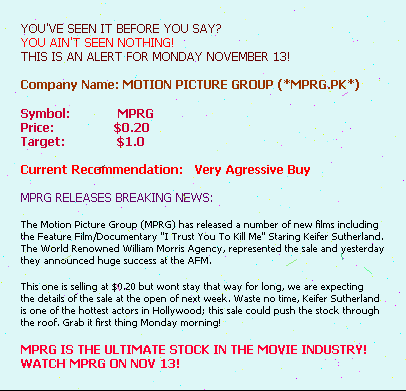 YOU'VE SEEN IT BEFORE YOU SAY?
YOU AIN'T SEEN NOTHING!
THIS IS AN ALERT FOR MONDAY NOVEMBER 13!
Company Name: MOTION PICTURE GROUP (*MPRG.PK*)
Symbol: MPRG
Price: $0.20
Target: $1.0
Current Recommendation: Very Agressive Buy
MPRG RELEASES BREAKING NEWS:
The Motion Picture Group (MPRG) has released a number of new films including
the Feature Film/Documentary "I Trust You To Kill Me" Staring Keifer Sutherland.
The World Renowned William Morris Agency, represented the sale and yesterday
they announced huge success at the AFM.
This one is selling at $0.20 but wont stay that way for long, we are expecting
the details of the sale at the open of next week. Waste no time, Keifer Sutherland
is one of the hottest actors in Hollywood; this sale could push the stock through
the roof. Grab it first thing Monday morning!
MPRG IS THE ULTIMATE STOCK IN THE MOVIE INDUSTRY!
WATCH MPRG ON NOV 13!